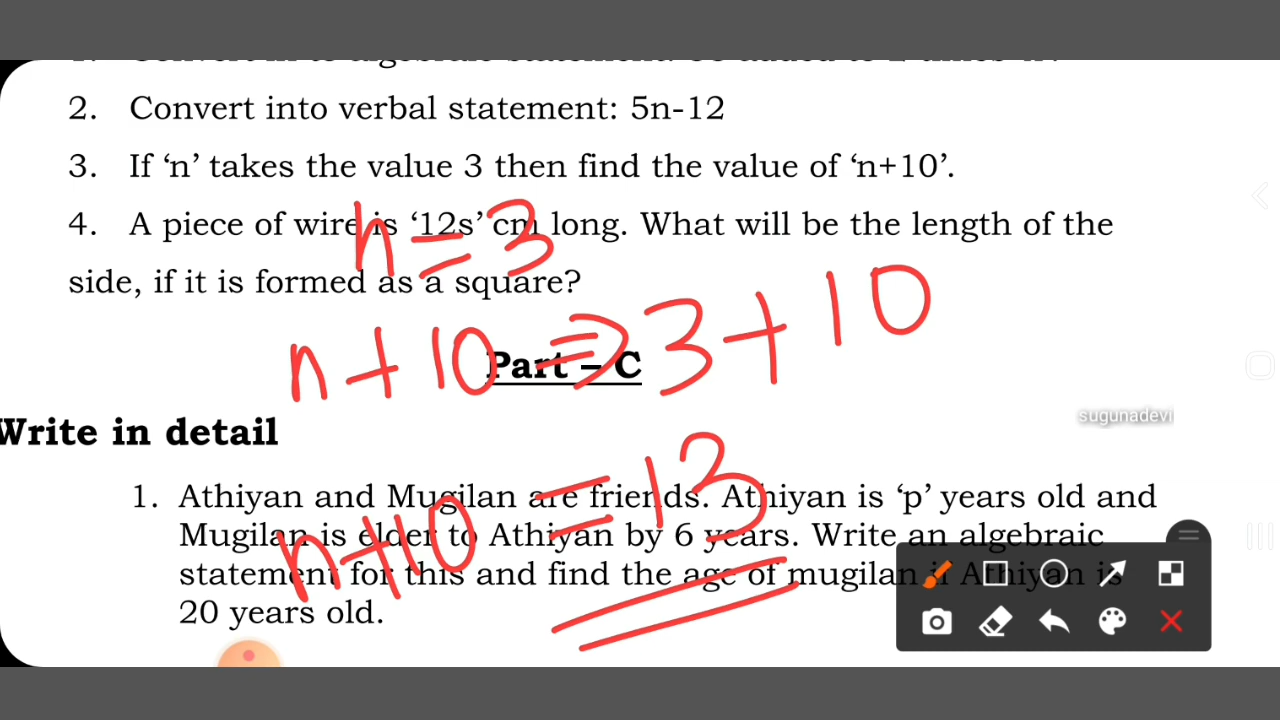 2. Convert into verbal statement: 5n-12
3. If ‘n’ takes the value 3 then find the value of ‘n+10’.
4. A piece of wire is ‘12s’ cm long. What will be the length of the
n = 3
side, if it is formed as a square?
n + 10 ⇒ 3 + 10
Part – C
sugunadevi
Write in detail
1. Athiyan and Mugilan are friends. Athiyan is ‘p’ years old and
n+10 = 13
Mugilan is elder to Athiyan by 6 years. Write an algebraic
statement for this and find the age of mugilan if Athiyan is
20 years old.